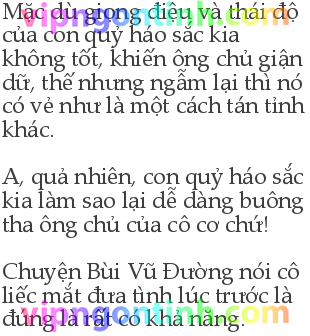 Mặc dù giọng điệu và thái độ
của con quỷ háo sắc kia
không tốt, khiến ông chủ giận
dữ, thế nhưng ngẫm lại thì nó
có vẻ như là một cách tán tỉnh
khác.
A, quả nhiên, con quỷ háo sắc
kia làm sao lại dễ dàng buông
tha ông chủ của cô cơ chứ!
Chuyện Bùi Vũ Đường nói cô
liếc mắt đưa tình lúc trước là
đúng là rất có khả năng.
vipngontinh.com
vipngontinh.com